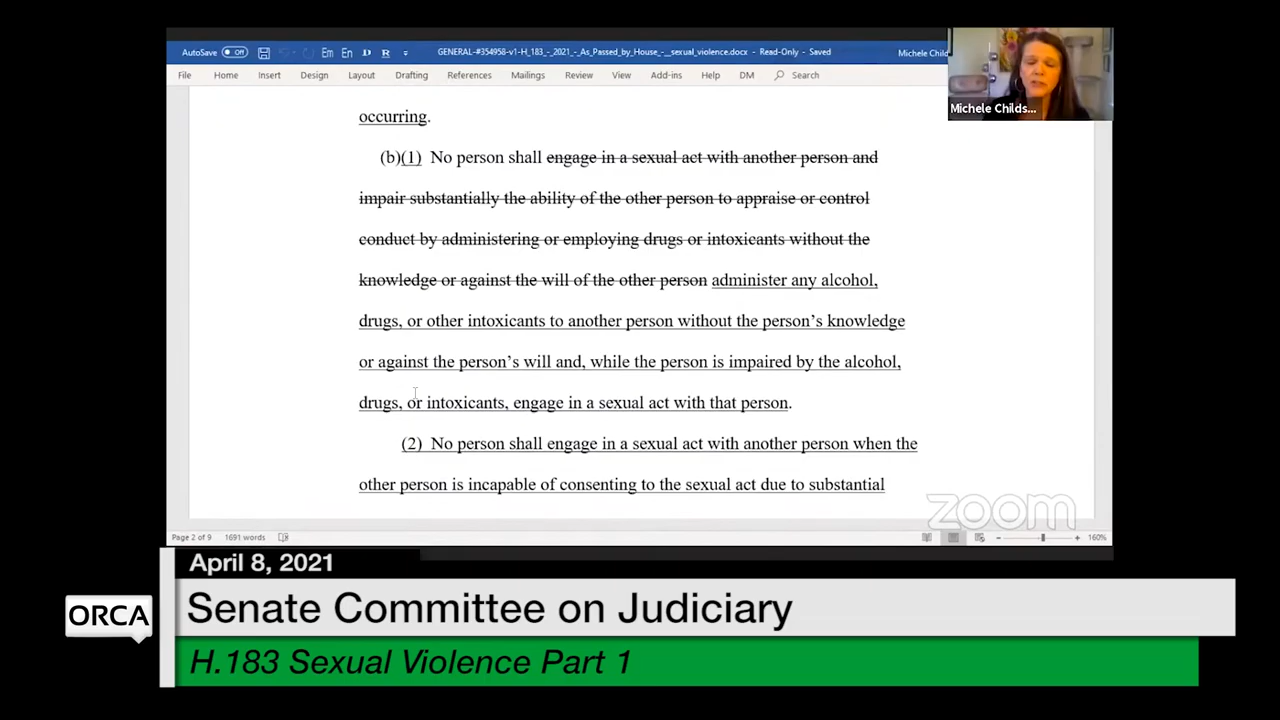 AutoSave Off Em En D R GENERAL-#354958-v1-H_183_-_2021_-_As_Passed_by_House_-__sexual_violence.docx - Read-Only - Saved Michele Child
File Home Insert Design Layout Drafting References Mailings Review View Add-ins Help DM Search
Michele Childs...
occurring.
(b)(1) No person shall engage in a sexual act with another person and
impair substantially the ability of the other person to appraise or control
conduct by administering or employing drugs or intoxicants without the
knowledge or against the will of the other person administer any alcohol,
drugs, or other intoxicants to another person without the person's knowledge
or against the person's will and, while the person is impaired by the alcohol,
drugs, or intoxicants, engage in a sexual act with that person.
(2) No person shall engage in a sexual act with another person when the
other person is incapable of consenting to the sexual act due to substantial
zoom
Page 2 of 9 1691 words 160%
April 8, 2021
ORCA
Senate Committee on Judiciary
H.183 Sexual Violence Part 1